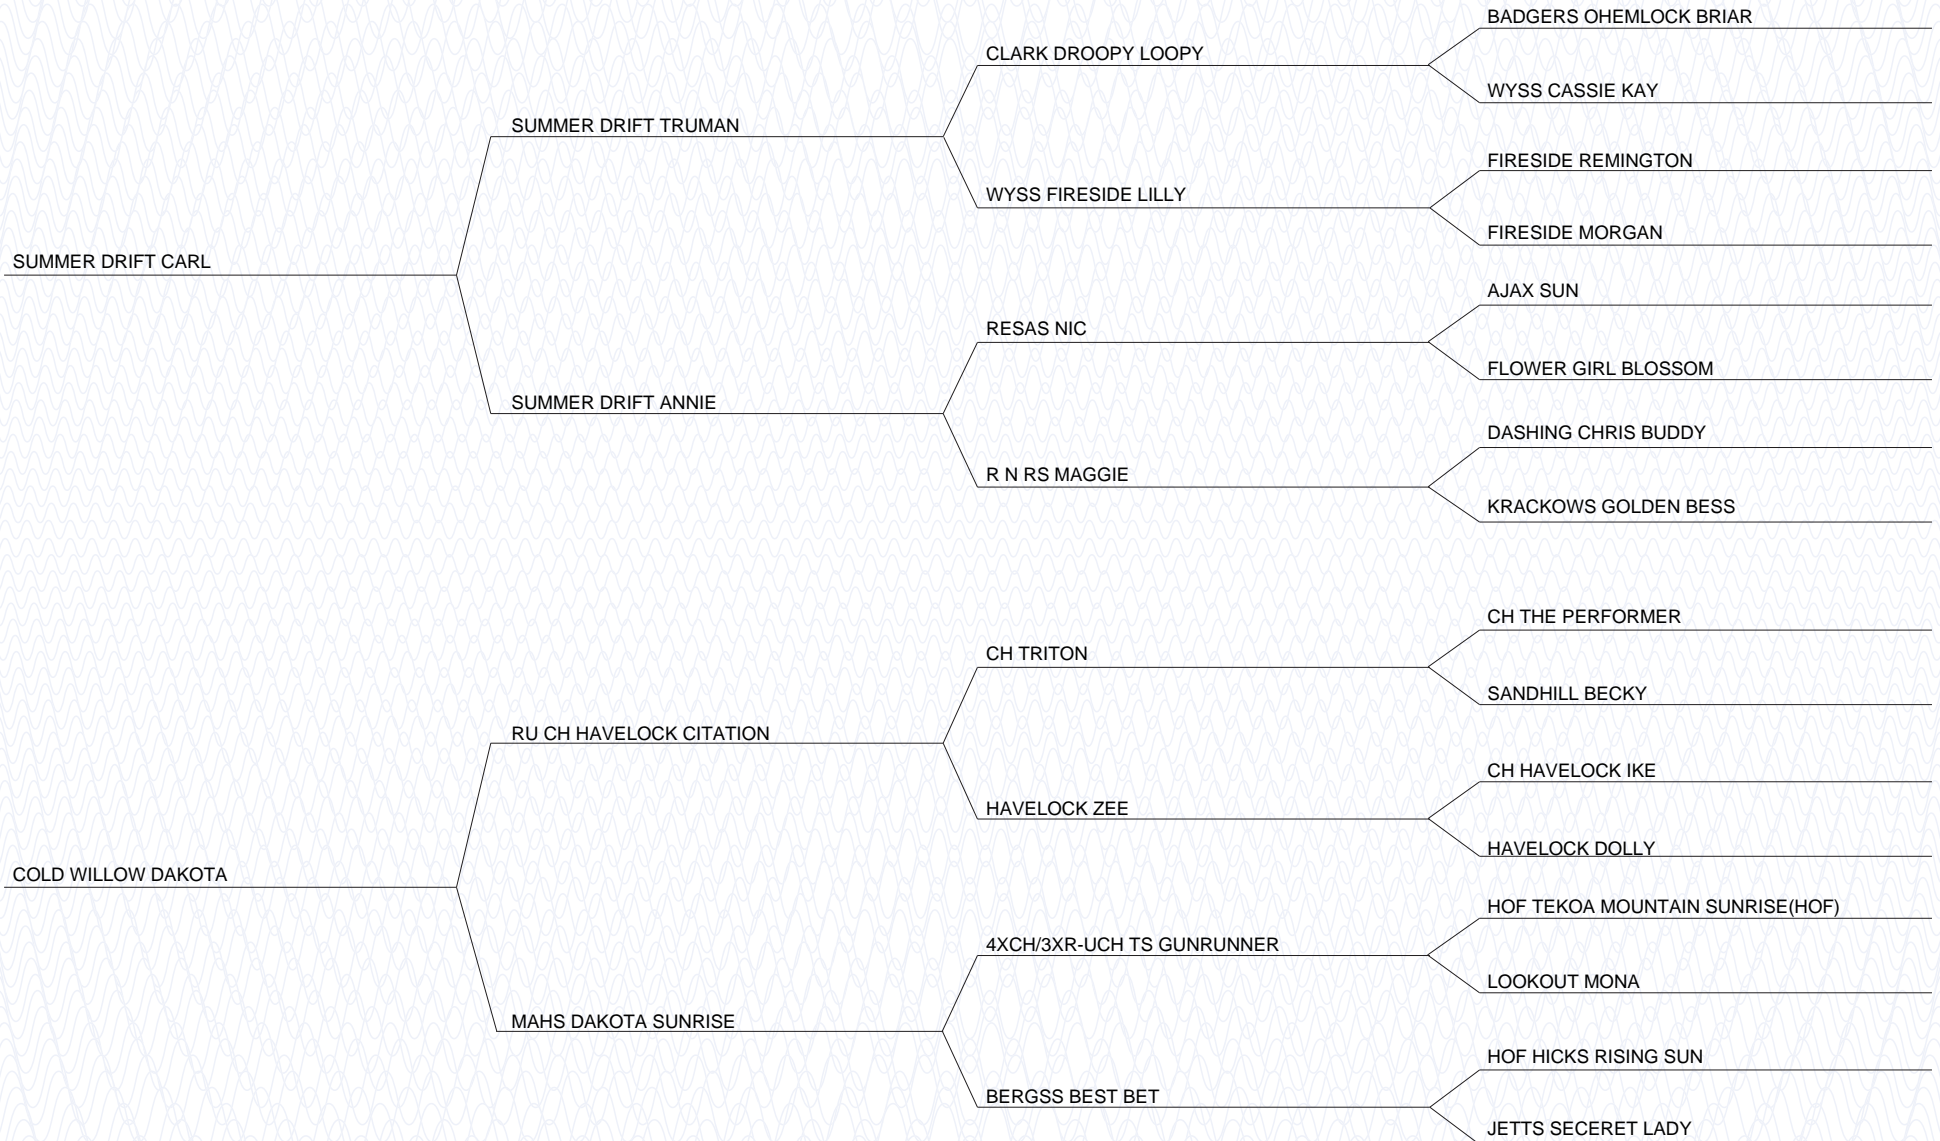 BADGERS OHEMLOCK BRIAR
CLARK DROOPY LOOPY
WYSS CASSIE KAY
SUMMER DRIFT TRUMAN
FIRESIDE REMINGTON
WYSS FIRESIDE LILLY
FIRESIDE MORGAN
SUMMER DRIFT CARL
AJAX SUN
RESAS NIC
FLOWER GIRL BLOSSOM
SUMMER DRIFT ANNIE
DASHING CHRIS BUDDY
R N RS MAGGIE
KRACKOWS GOLDEN BESS
CH THE PERFORMER
CH TRITON
SANDHILL BECKY
RU CH HAVELOCK CITATION
CH HAVELOCK IKE
HAVELOCK ZEE
HAVELOCK DOLLY
COLD WILLOW DAKOTA
HOF TEKOA MOUNTAIN SUNRISE(HOF)
4XCH/3XR-UCH TS GUNRUNNER
LOOKOUT MONA
MAHS DAKOTA SUNRISE
HOF HICKS RISING SUN
BERGSS BEST BET
JETTS SECERET LADY